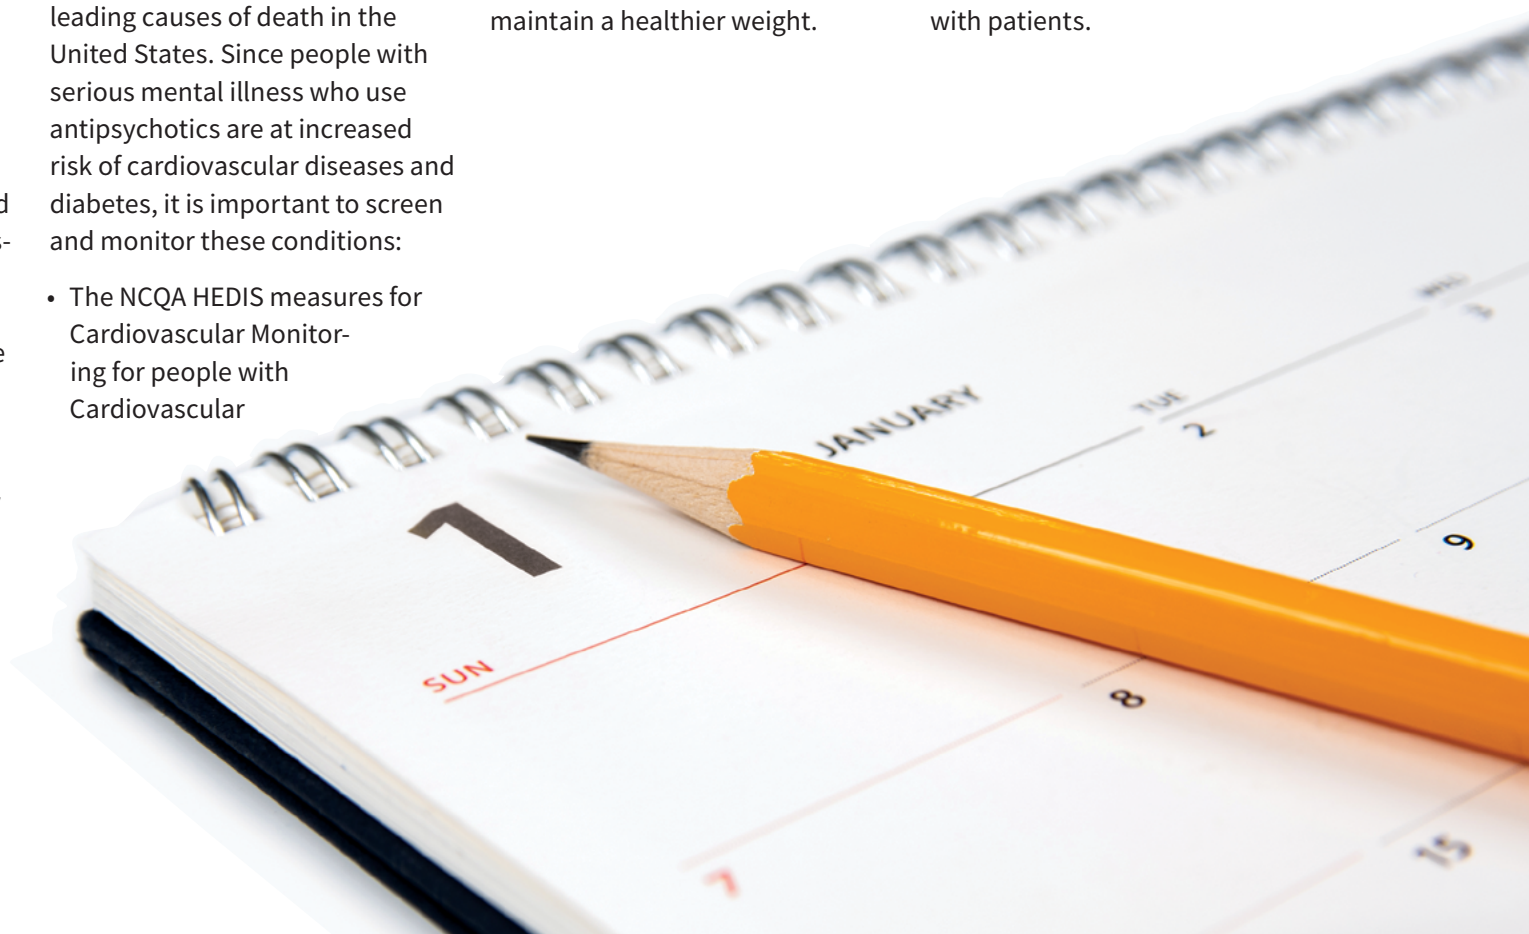 leading causes of death in the
United States. Since people with
serious mental illness who use
antipsychotics are at increased
risk of cardiovascular diseases and
diabetes, it is important to screen
and monitor these conditions:
• The NCQA HEDIS measures for
Cardiovascular Monitor-
ing for people with
Cardiovascular
maintain a healthier weight.
with patients.
d
s-
e
1
JANUARY
SUN
TUE
2
3
7
8
9
15